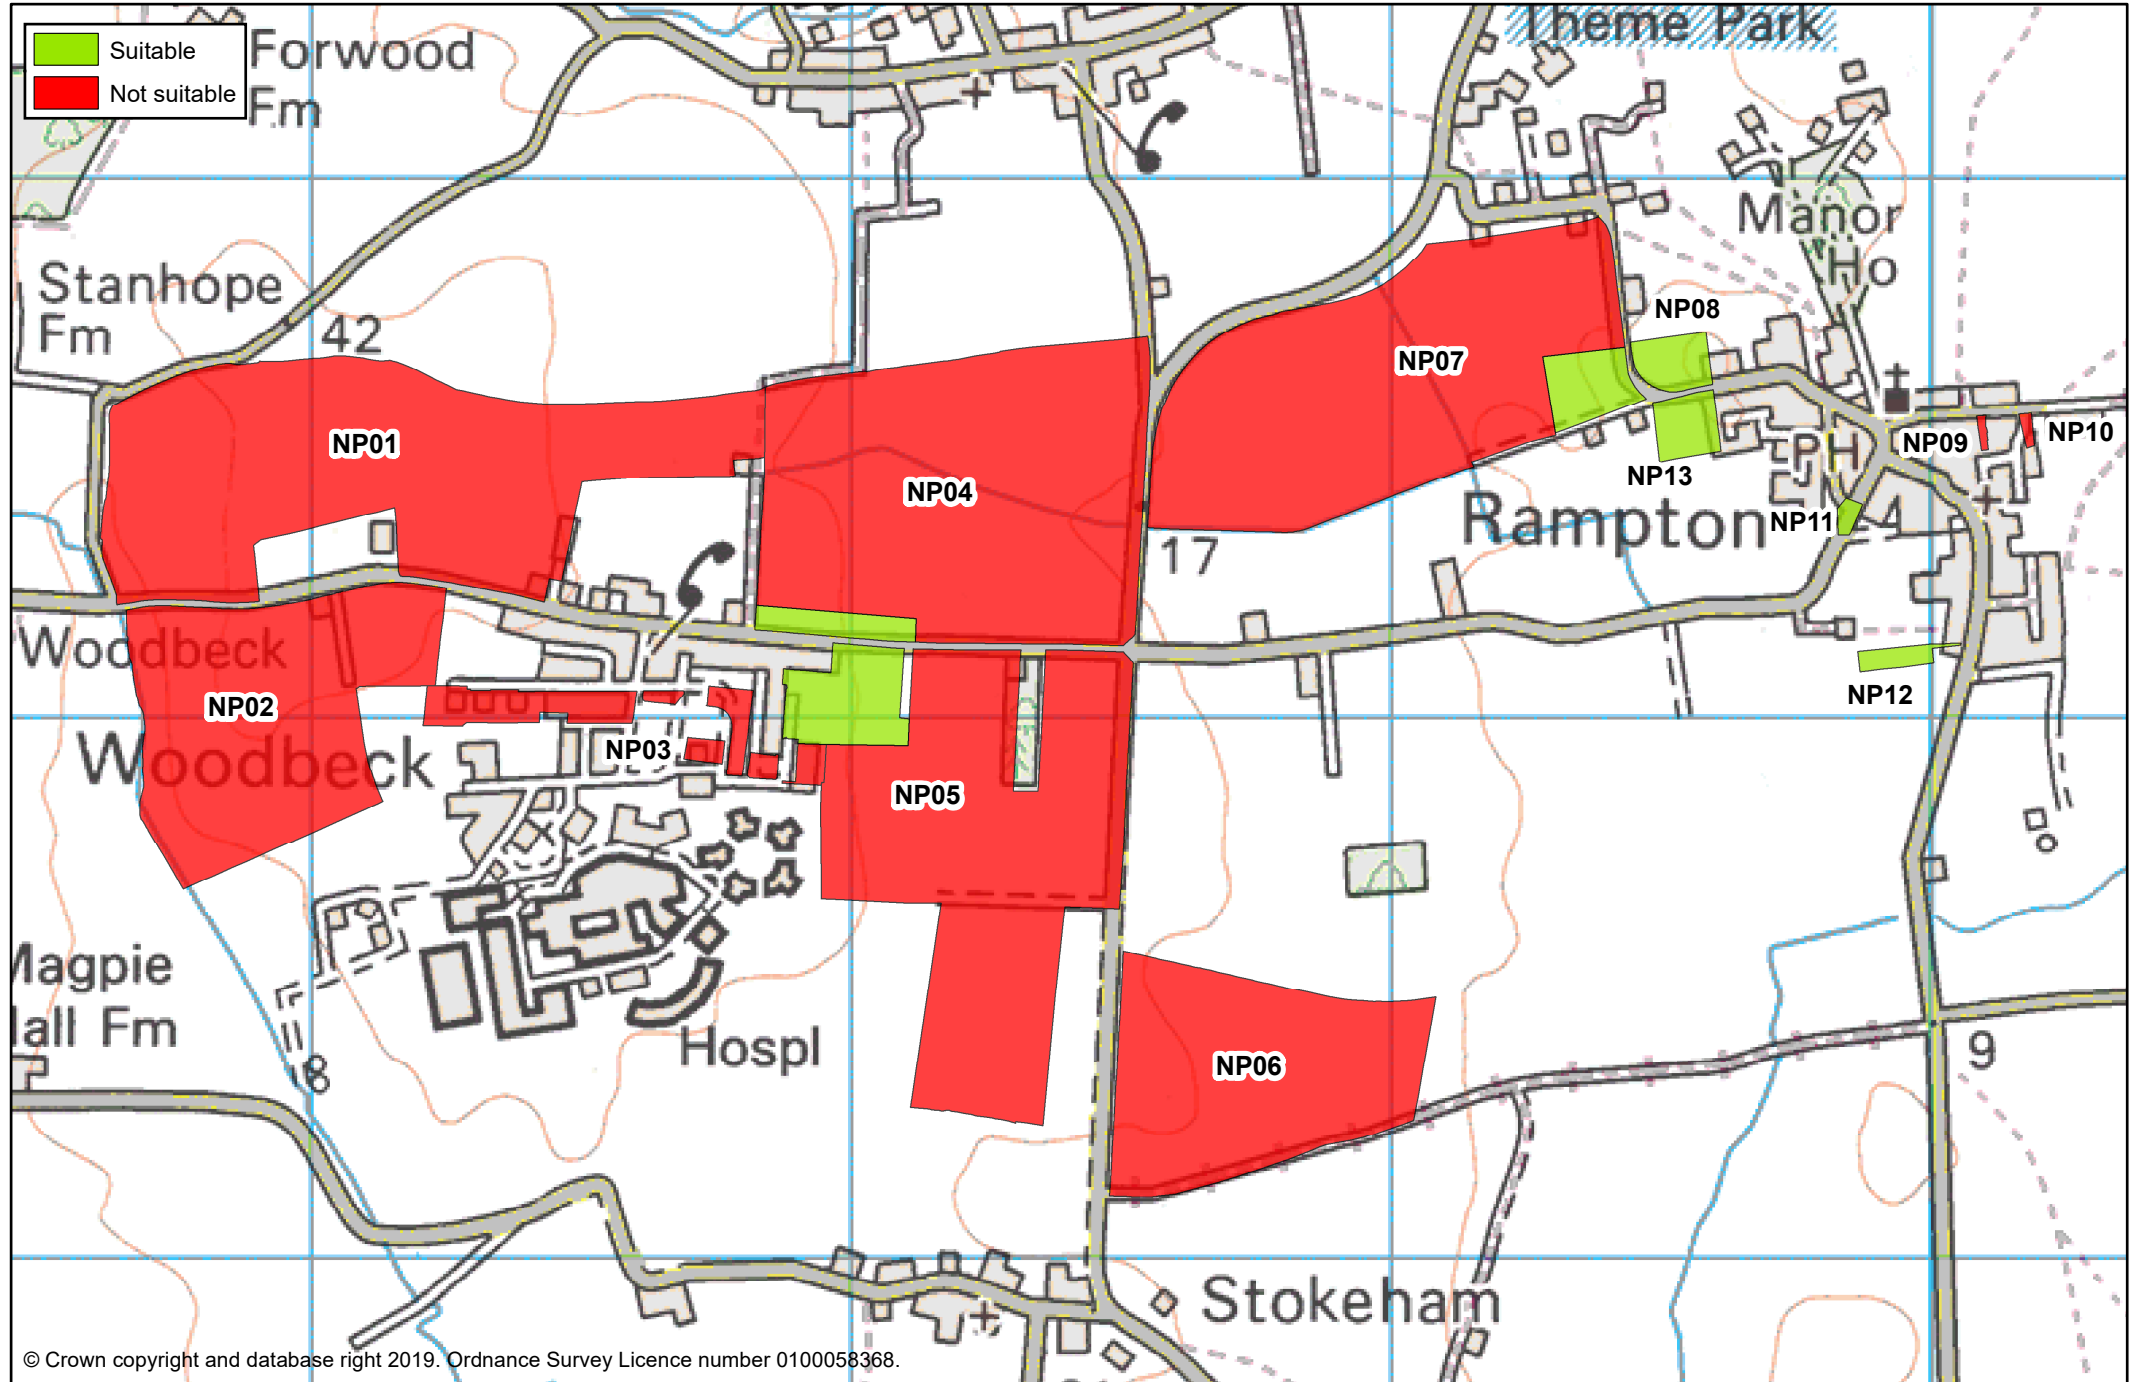 Suitable
Not suitable
Forwood
Fm
Theme Park
Manor
Ho
Stanhope
Fm
42
NP08
NP07
NP01
NP04
NP13
PH
NP09
NP10
Rampton
NP11
17
Woodbeck
NP02
NP12
Woodbeck
NP03
NP05
Magpie
Hall Fm
8
Hospl
NP06
9
Stokeham
© Crown copyright and database right 2019. Ordnance Survey Licence number 0100058368.